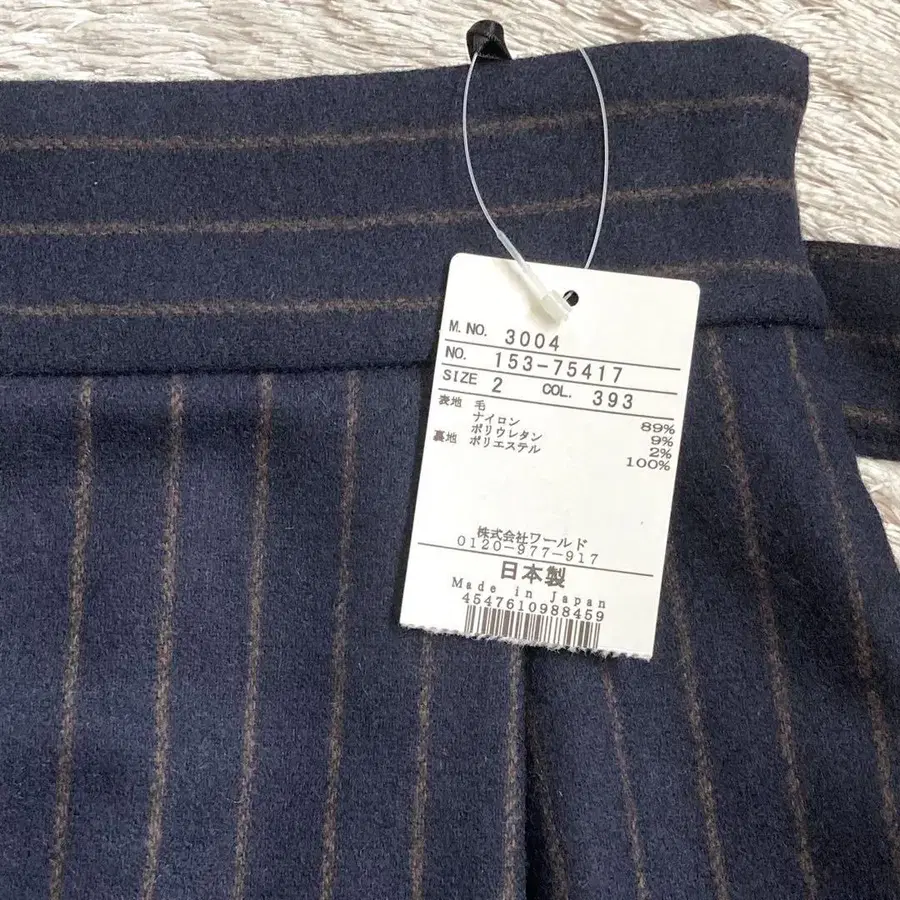 M.NO. 3004
NO. 153-75417
SIZE 2 COL. 393
表地 毛 89%
ナイロン 9%
ポリウレタン 2%
裏地 ポリエステル 100%
株式会社ワールド
0120-977-917
日本製
Made in Japan
4547610988459